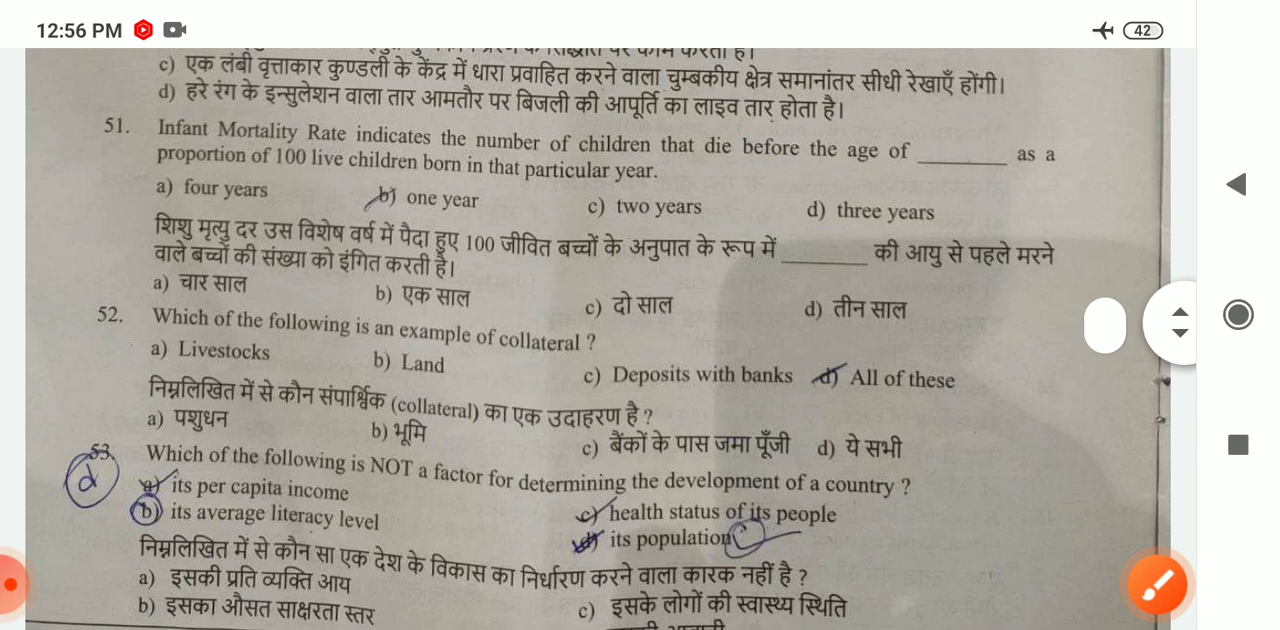 12:56 PM
42
के सिद्धांत पर काम करता है।
c) एक लंबी वृत्ताकार कुण्डली के केंद्र में धारा प्रवाहित करने वाला चुम्बकीय क्षेत्र समानांतर सीधी रेखाएँ होंगी।
d) हरे रंग के इन्सुलेशन वाला तार आमतौर पर बिजली की आपूर्ति का लाइव तार होता है।
51. Infant Mortality Rate indicates the number of children that die before the age of ________ as a
proportion of 100 live children born in that particular year.
a) four years b) one year c) two years d) three years
शिशु मृत्यु दर उस विशेष वर्ष में पैदा हुए 100 जीवित बच्चों के अनुपात के रूप में ________ की आयु से पहले मरने
वाले बच्चों की संख्या को इंगित करती है।
a) चार साल b) एक साल c) दो साल d) तीन साल
52. Which of the following is an example of collateral ?
a) Livestocks b) Land c) Deposits with banks d) All of these
निम्नलिखित में से कौन संपार्श्विक (collateral) का एक उदाहरण है ?
a) पशुधन b) भूमि c) बैंकों के पास जमा पूँजी d) ये सभी
53. Which of the following is NOT a factor for determining the development of a country ?
d
a) its per capita income c) health status of its people
b) its average literacy level d) its population
निम्नलिखित में से कौन सा एक देश के विकास का निर्धारण करने वाला कारक नहीं है ?
a) इसकी प्रति व्यक्ति आय c) इसके लोगों की स्वास्थ्य स्थिति
b) इसका औसत साक्षरता स्तर